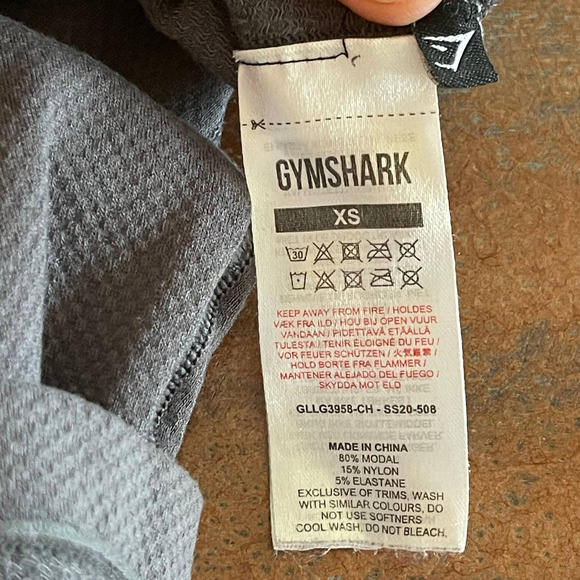 GYMSHARK
XS
30
KEEP AWAY FROM FIRE / HOLDES
VÆK FRA ILD / HOU BIJ OPEN VUUR
VANDAAN / PIDETTÄVÄ ETÄÄLLÄ
TULESTA / TENIR ÉLOIGNÉ DU FEU /
VOR FEUER SCHÜTZEN / 火気厳禁 /
HOLD BORTE FRA FLAMMER /
MANTENER ALEJADO DEL FUEGO /
SKYDDA MOT ELD
GLLG3958-CH - SS20-508
MADE IN CHINA
80% MODAL
15% NYLON
5% ELASTANE
EXCLUSIVE OF TRIMS, WASH
WITH SIMILAR COLOURS, DO
NOT USE SOFTNERS
COOL WASH, DO NOT BLEACH.